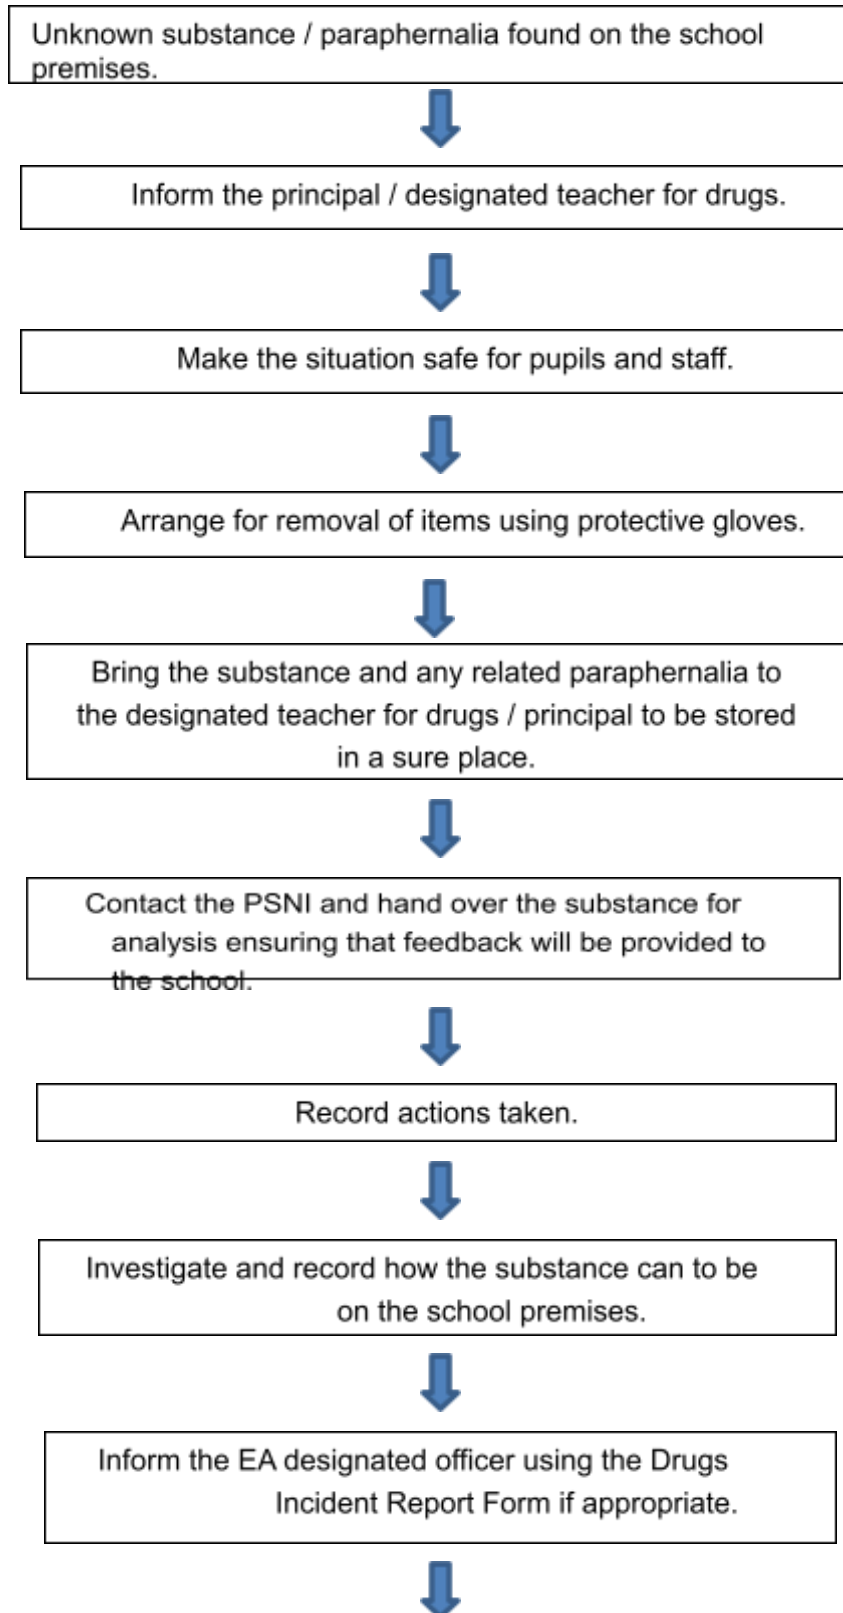 Unknown substance / paraphernalia found on the school
premises.
Inform the principal / designated teacher for drugs.
Make the situation safe for pupils and staff.
Arrange for removal of items using protective gloves.
Bring the substance and any related paraphernalia to
the designated teacher for drugs / principal to be stored
in a sure place.
Contact the PSNI and hand over the substance for
analysis ensuring that feedback will be provided to
the school.
Record actions taken.
Investigate and record how the substance can to be
on the school premises.
Inform the EA designated officer using the Drugs
Incident Report Form if appropriate.